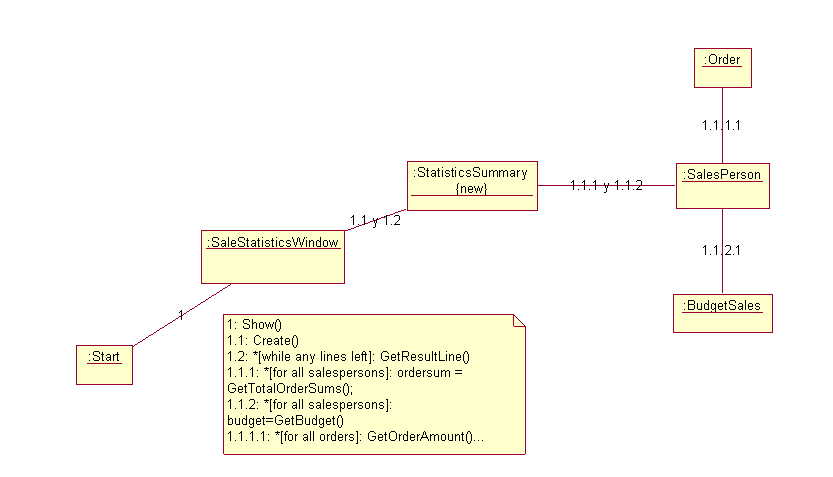 :Order
1.1.1.1
:StatisticsSummary
{new}
1.1.1 y 1.1.2
:SalesPerson
1.1 y 1.2
:SaleStatisticsWindow
1.1.2.1
:BudgetSales
1
:Start
1: Show()
1.1: Create()
1.2: *[while any lines left]: GetResultLine()
1.1.1: *[for all salespersons]: ordersum =
GetTotalOrderSums();
1.1.2: *[for all salespersons]:
budget=GetBudget()
1.1.1.1: *[for all orders]: GetOrderAmount()...